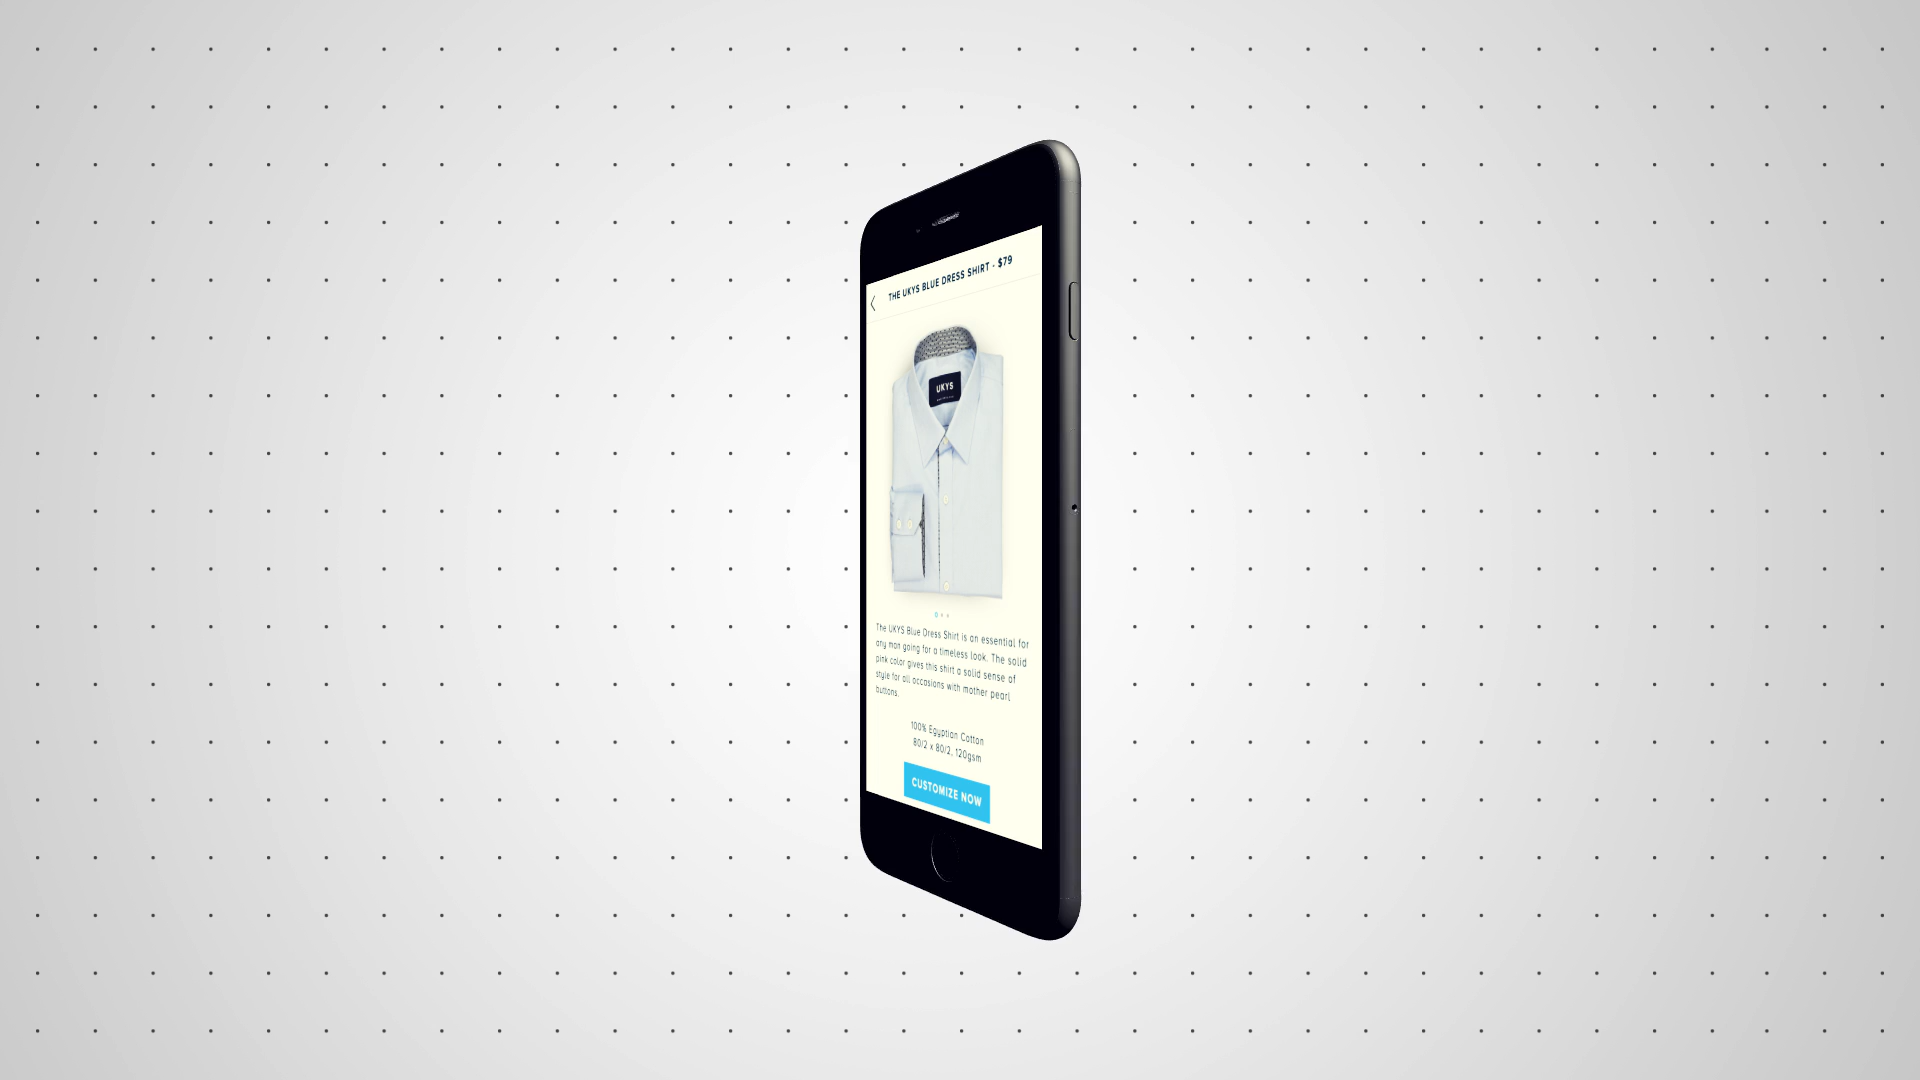 THE UKYS BLUE DRESS SHIRT - $79
UKYS
The UKYS Blue Dress Shirt is an essential for
any man going for a timeless look. The solid
pink color gives this shirt a solid sense of
style for all occasions with mother pearl
buttons.
100% Egyptian Cotton
80/2 x 80/2, 120gsm
CUSTOMIZE NOW